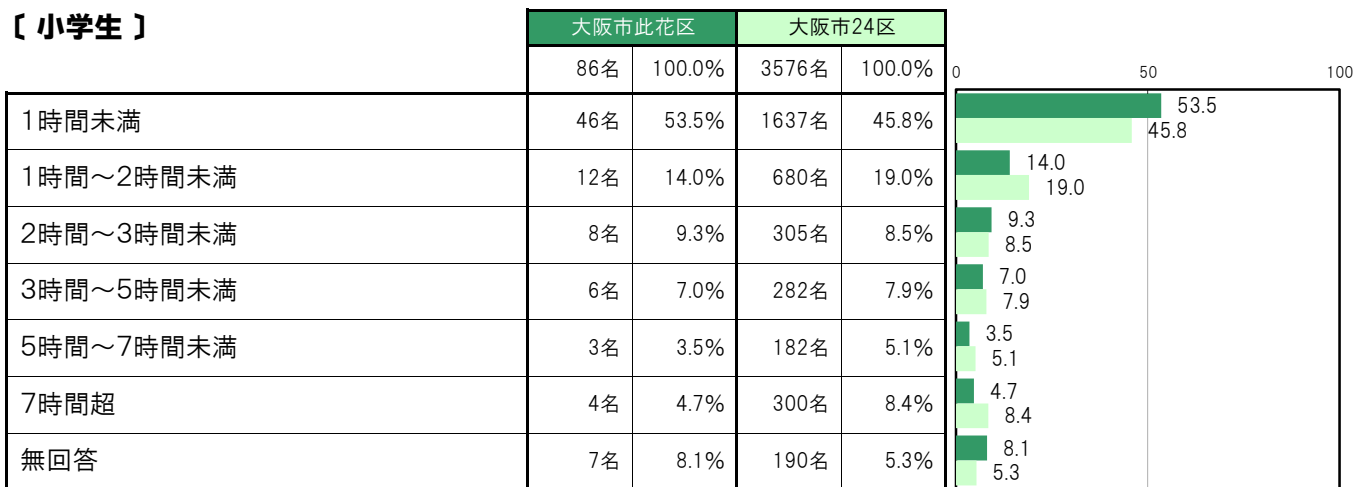 〔 小学生 〕
大阪市此花区 大阪市24区
86名 100.0% 3576名 100.0%
0 50 100
1時間未満 46名 53.5% 1637名 45.8%
53.5
45.8
1時間～2時間未満 12名 14.0% 680名 19.0%
14.0
19.0
2時間～3時間未満 8名 9.3% 305名 8.5%
9.3
8.5
3時間～5時間未満 6名 7.0% 282名 7.9%
7.0
7.9
5時間～7時間未満 3名 3.5% 182名 5.1%
3.5
5.1
7時間超 4名 4.7% 300名 8.4%
4.7
8.4
無回答 7名 8.1% 190名 5.3%
8.1
5.3